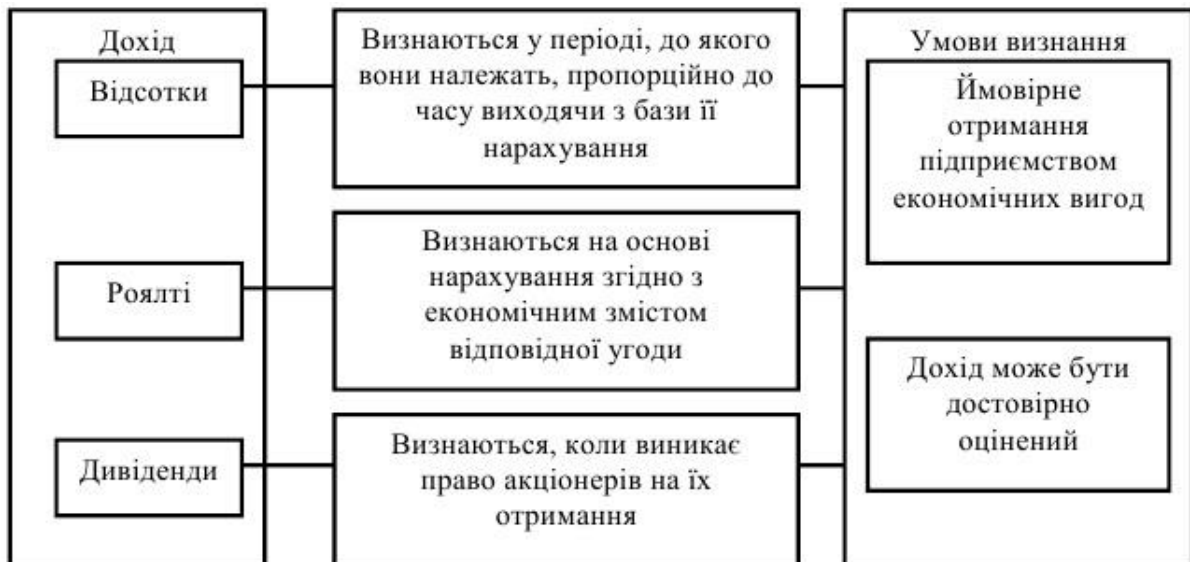 Дохід
Відсотки
Роялті
Дивіденди
Визнаються у періоді, до якого
вони належать, пропорційно до
часу виходячи з бази її
нарахування
Визнаються на основі
нарахування згідно з
економічним змістом
відповідної угоди
Визнаються, коли виникає
право акціонерів на їх
отримання
Умови визнання
Ймовірне
отримання
підприємством
економічних вигод
Дохід може бути
достовірно
оцінений